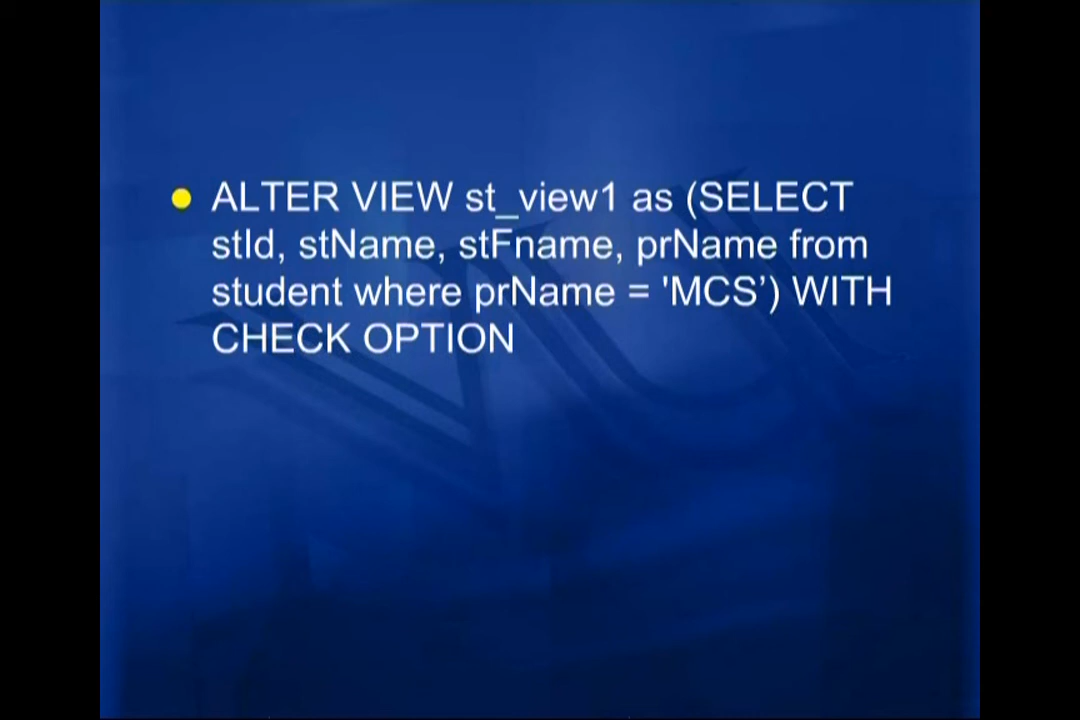 ALTER VIEW st_view1 as (SELECT
stId, stName, stFname, prName from
student where prName = 'MCS’) WITH
CHECK OPTION